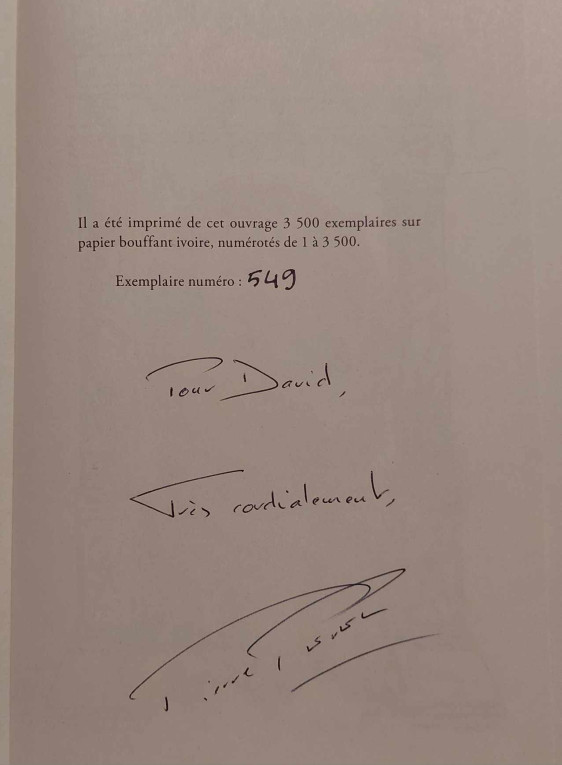 Il a été imprimé de cet ouvrage 3 500 exemplaires sur
papier bouffant ivoire, numérotés de 1 à 3 500.
Exemplaire numéro : 549
Pour David,
Très cordialement,
Pierre